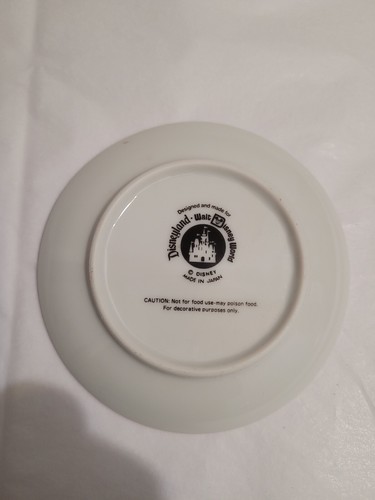 Designed and made for
Disneyland · Walt Disney World
© DISNEY
MADE IN JAPAN
CAUTION: Not for food use-may poison food.
For decorative purposes only.